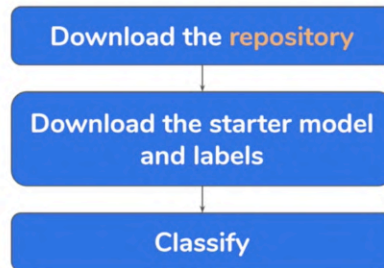 Download the repository
Download the starter model
and labels
Classify